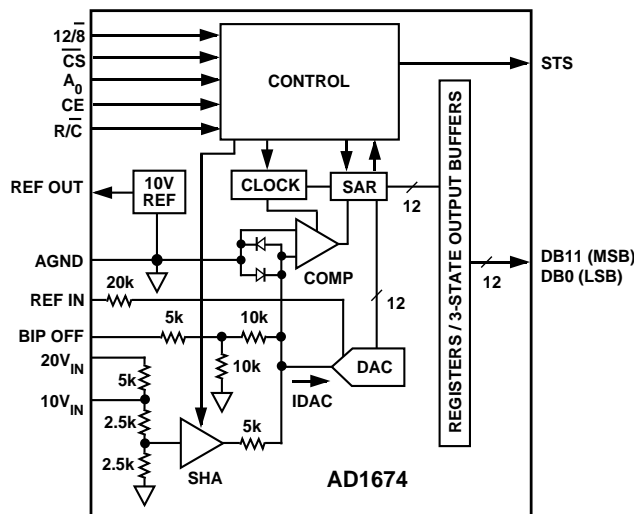 12/8̅
C̅S̅
A0
CE
R/C̅
CONTROL
STS
REF OUT
10V
REF
CLOCK
SAR
12
REGISTERS / 3-STATE OUTPUT BUFFERS
AGND
COMP
12
DB11 (MSB)
DB0 (LSB)
12
REF IN
20k
BIP OFF
5k
10k
10k
20VIN
5k
10VIN
2.5k
2.5k
SHA
5k
IDAC
DAC
AD1674